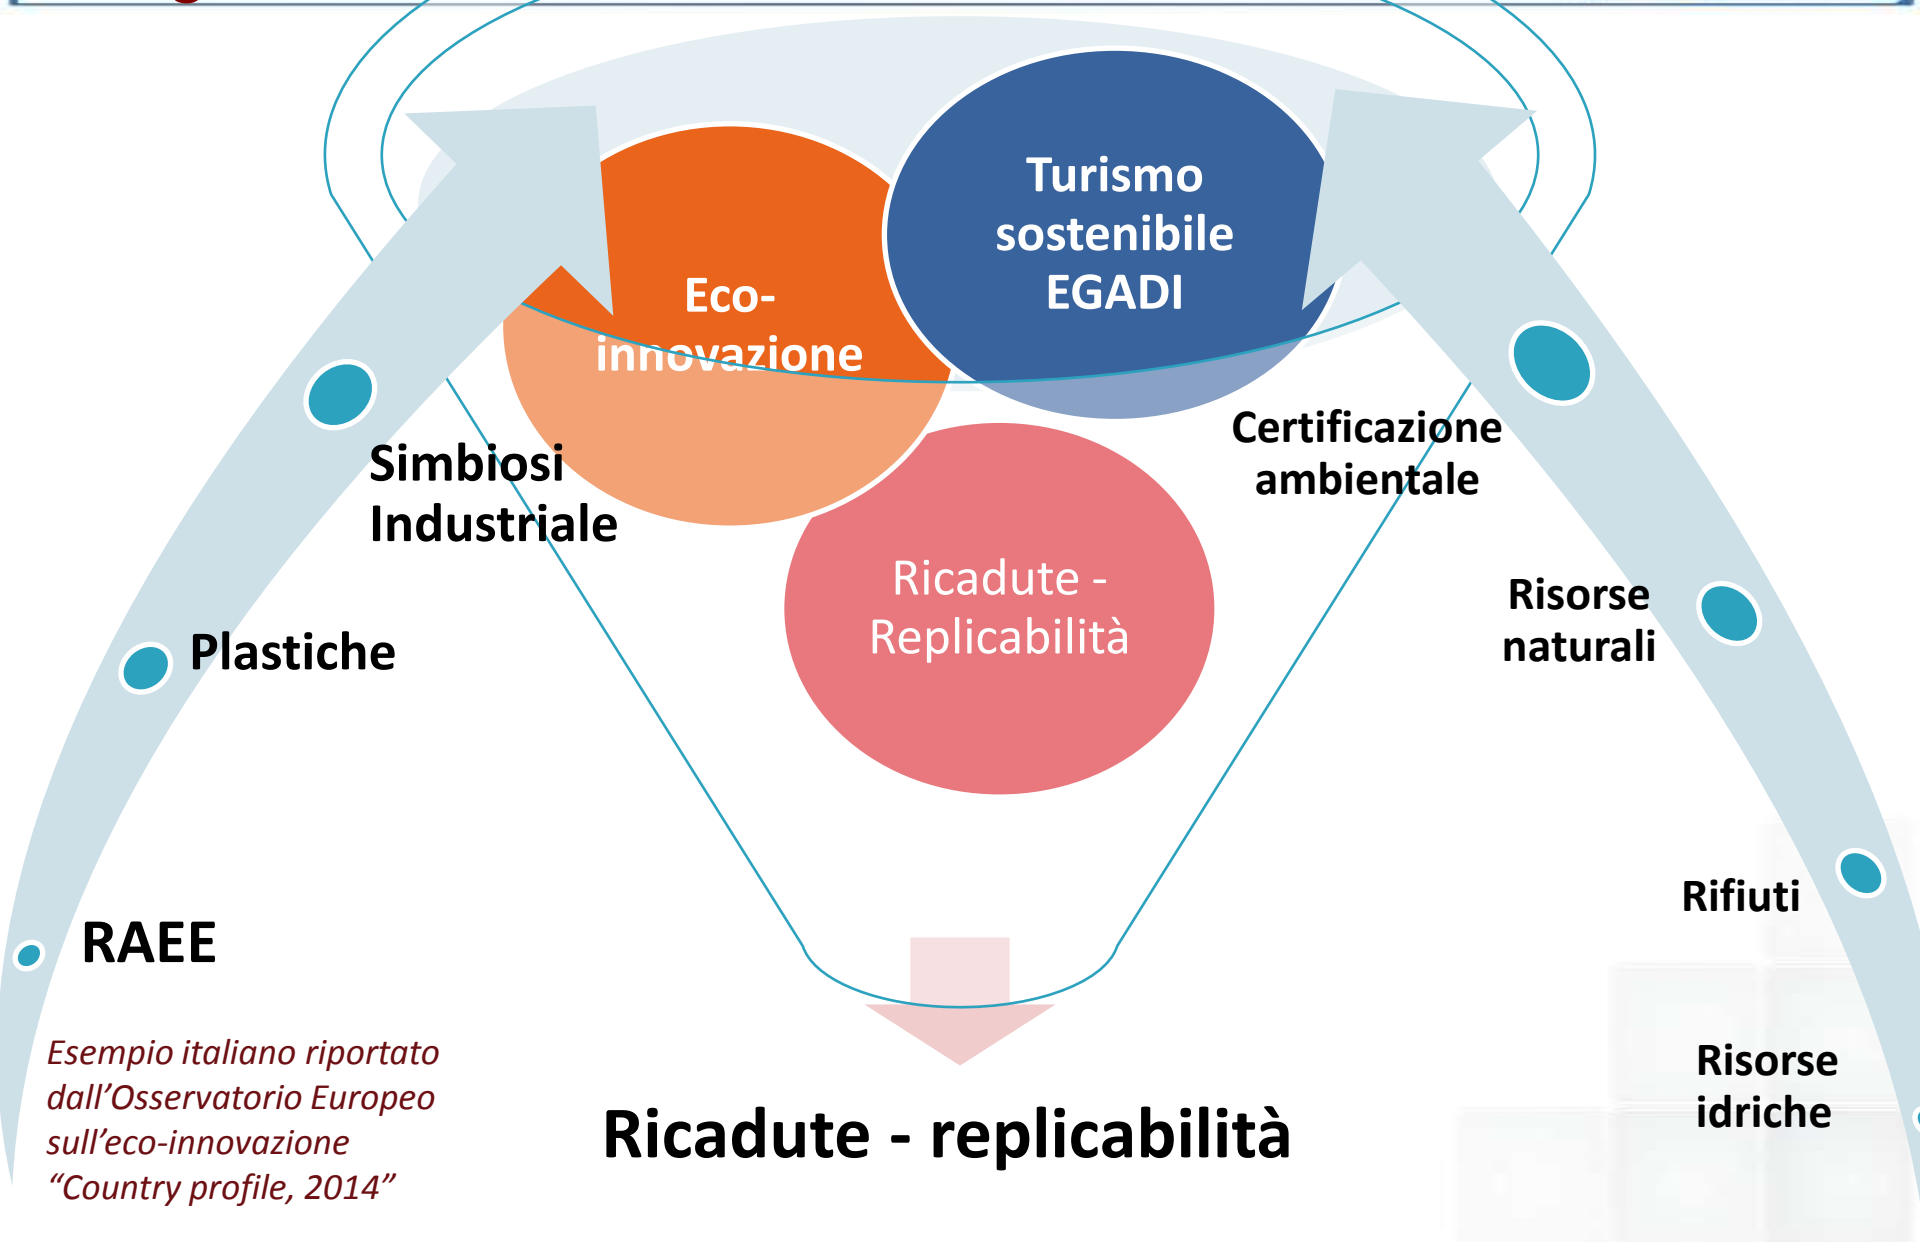 Turismo
sostenibile
EGADI
Eco-
innovazione
Simbiosi
Industriale
Certificazione
ambientale
Ricadute -
Replicabilità
Plastiche
Risorse
naturali
RAEE
Rifiuti
Esempio italiano riportato
dall’Osservatorio Europeo
sull’eco-innovazione
“Country profile, 2014”
Risorse
idriche
Ricadute - replicabilità